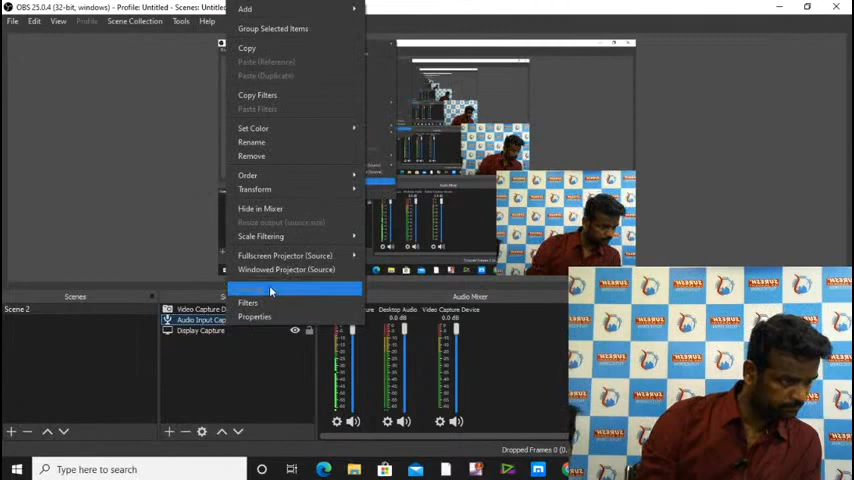 OBS 25.0.4 (32-bit, windows) - Profile: Untitled - Scenes: Unti
File Edit View Profile Scene Collection Tools Help
Add
Group Selected Items
Copy
Paste (Reference)
Paste (Duplicate)
Copy Filters
Paste Filters
Set Color
Rename
Remove
Order
Transform
Hide in Mixer
Resize output (source size)
Scale Filtering
Fullscreen Projector (Source)
Windowed Projector (Source)
Filters
Properties
Scenes
S
Audio Mixer
Scene 2
Video Capture D
Audio Input Cap
Display Capture
Desktop Audio
0.0 dB
Video Capture Device
0.0 dB
Dropped Frames 0
Type here to search